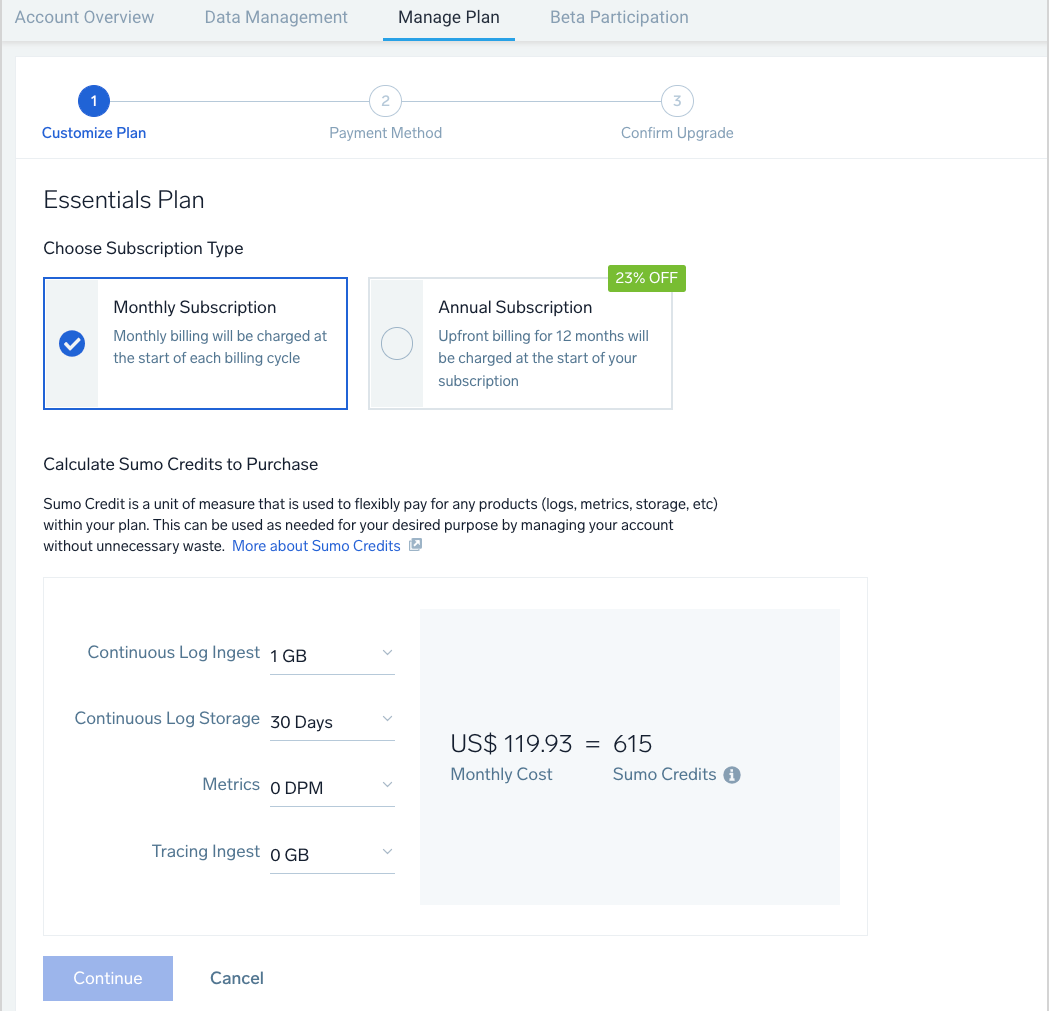 Account Overview Data Management Manage Plan Beta Participation
1 2 3
Customize Plan Payment Method Confirm Upgrade
Essentials Plan
Choose Subscription Type
23% OFF
Monthly Subscription
Monthly billing will be charged at
the start of each billing cycle
Annual Subscription
Upfront billing for 12 months will
be charged at the start of your
subscription
Calculate Sumo Credits to Purchase
Sumo Credit is a unit of measure that is used to flexibly pay for any products (logs, metrics, storage, etc)
within your plan. This can be used as needed for your desired purpose by managing your account
without unnecessary waste. More about Sumo Credits
Continuous Log Ingest 1 GB
Continuous Log Storage 30 Days
Metrics 0 DPM
Tracing Ingest 0 GB
US$ 119.93 = 615
Monthly Cost Sumo Credits
Continue Cancel